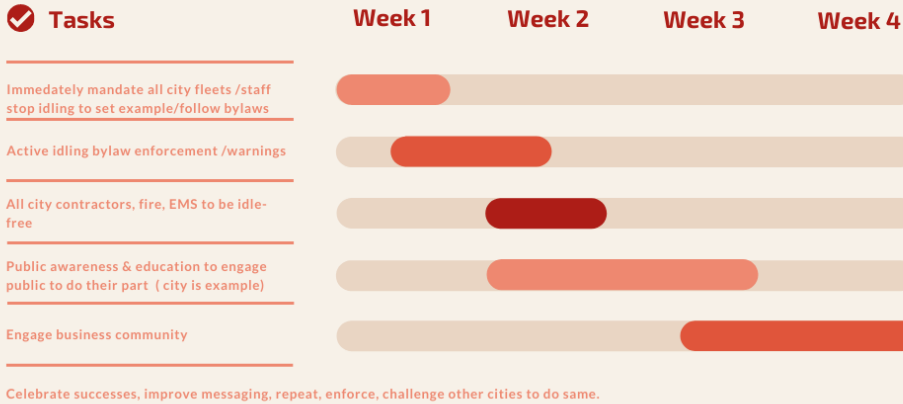 Tasks
Week 1
Week 2
Week 3
Week 4
Immedately mandate all city fleets /staff
stop idling to set example/follow bylaws
Active idling bylaw enforcement /warnings
All city contractors, fire, EMS to be idle-
free
Public awareness & education to engage
public to do their part ( city is example)
Engage business community
Celebrate successes, improve messaging, repeat, enforce, challenge other cities to do same.